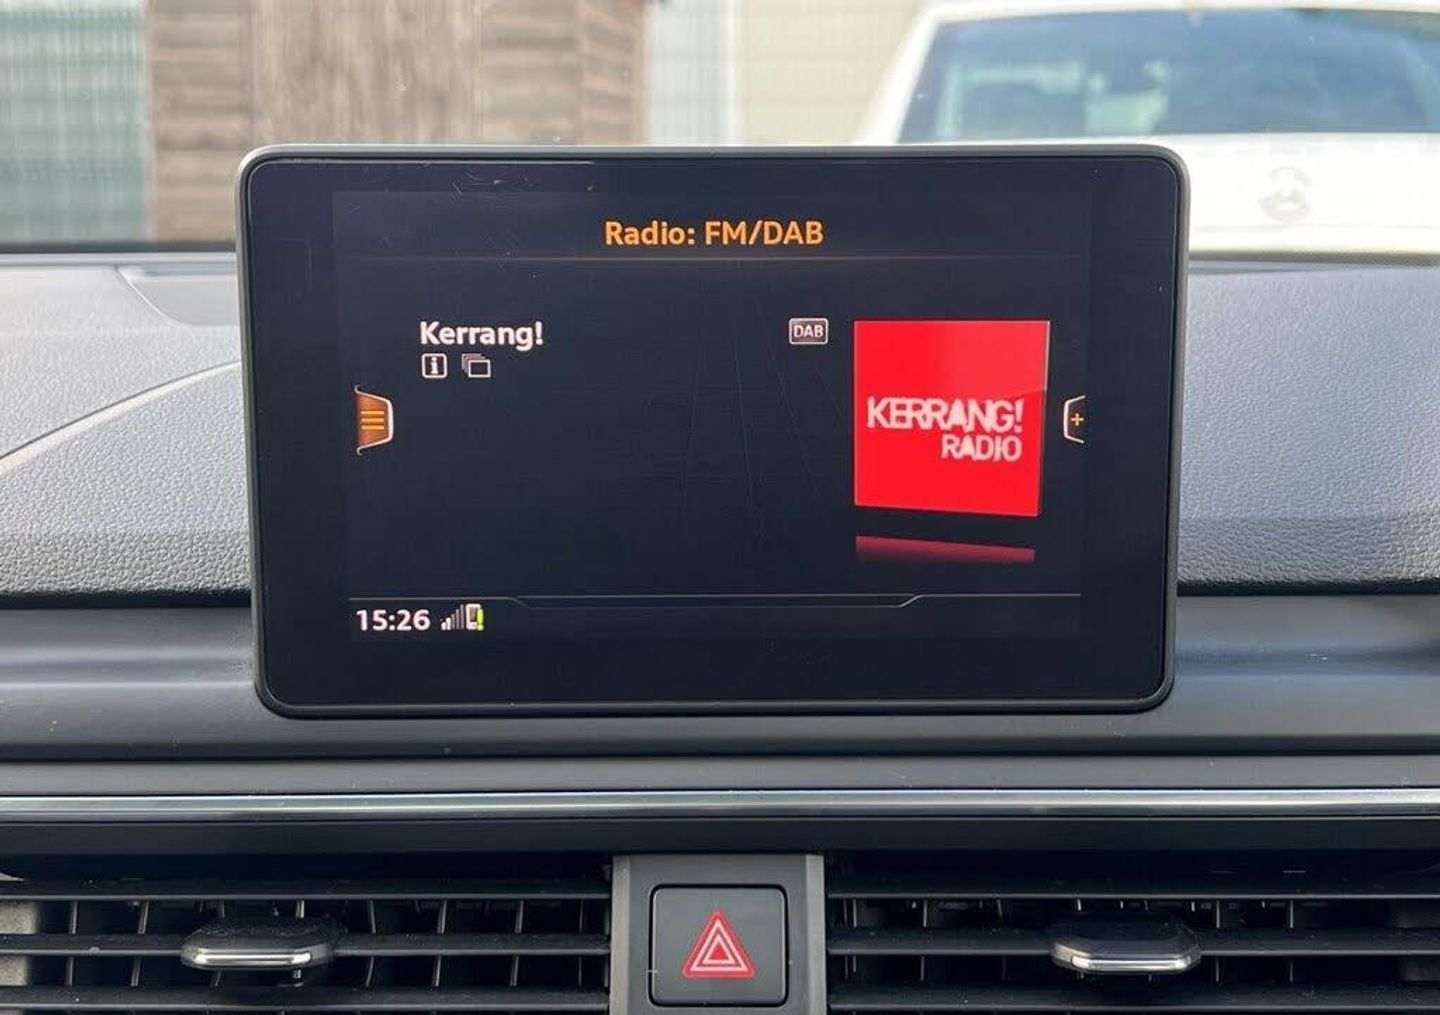 Radio: FM/DAB
Kerrang!
DAB
KERRANG!
RADIO
15:26